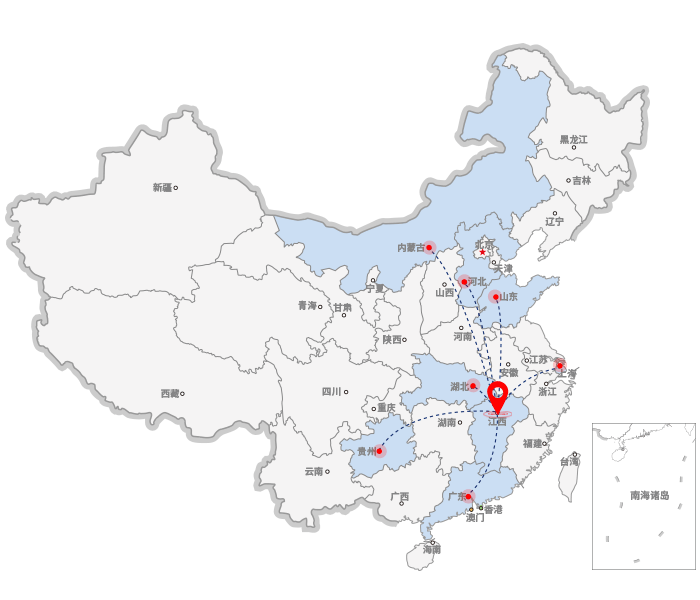 黑龙江
吉林
新疆
辽宁
北京
内蒙古
天津
河北
宁夏
山西
山东
青海
甘肃
河南
陕西
江苏
上海
安徽
湖北
浙江
西藏
四川
重庆
江西
湖南
福建
贵州
台湾
云南
广西
广东
香港
澳门
南海诸岛
海南